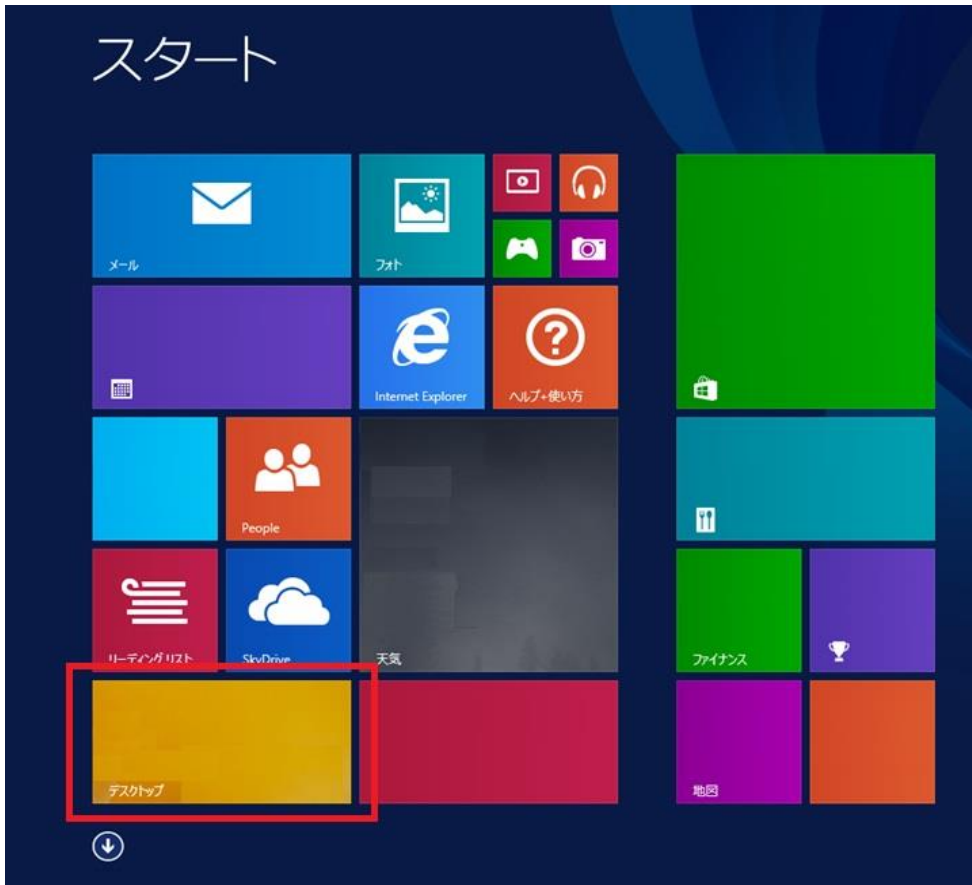 スタート
メール
フォト
Internet Explorer
ヘルプ+使い方
People
リーディング リスト
SkyDrive
天気
ファイナンス
デスクトップ
地図